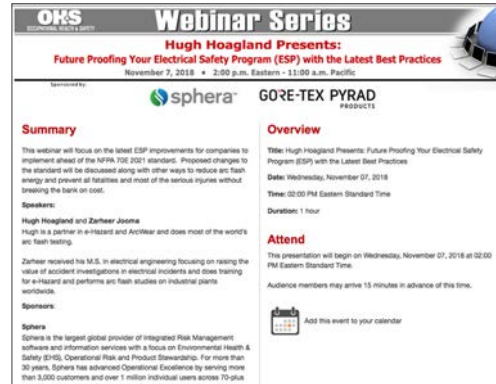 OH&S
OCCUPATIONAL HEALTH & SAFETY
Webinar Series
Hugh Hoagland Presents:
Future Proofing Your Electrical Safety Program (ESP) with the Latest Best Practices
November 7, 2018 • 2:00 p.m. Eastern - 11:00 a.m. Pacific
Sponsored by:
sphera™
GORE-TEX PYRAD
PRODUCTS
Summary
This webinar will focus on the latest ESP improvements for companies to
implement ahead of the NFPA 70E 2021 standard. Proposed changes to
the standard will be discussed along with other ways to reduce arc flash
energy and prevent all fatalities and most of the serious injuries without
breaking the bank on cost.
Speakers:
Hugh Hoagland and Zarheer Jooma
Hugh is a partner in e-Hazard and ArcWear and does most of the world's
arc flash testing.
Zarheer received his M.S. in electrical engineering focusing on raising the
value of accident investigations in electrical incidents and does training
for e-Hazard and performs arc flash studies on industrial plants
worldwide.
Sponsors:
Sphera
Sphera is the largest global provider of Integrated Risk Management
software and information services with a focus on Environmental Health &
Safety (EHS), Operational Risk and Product Stewardship. For more than
30 years, Sphera has advanced Operational Excellence by serving more
than 3,000 customers and over 1 million individual users across 70-plus
Overview
Title: Hugh Hoagland Presents: Future Proofing Your Electrical Safety
Program (ESP) with the Latest Best Practices
Date: Wednesday, November 07, 2018
Time: 02:00 PM Eastern Standard Time
Duration: 1 hour
Attend
This presentation will begin on Wednesday, November 07, 2018 at 02:00
PM Eastern Standard Time.
Audience members may arrive 15 minutes in advance of this time.
Add this event to your calendar